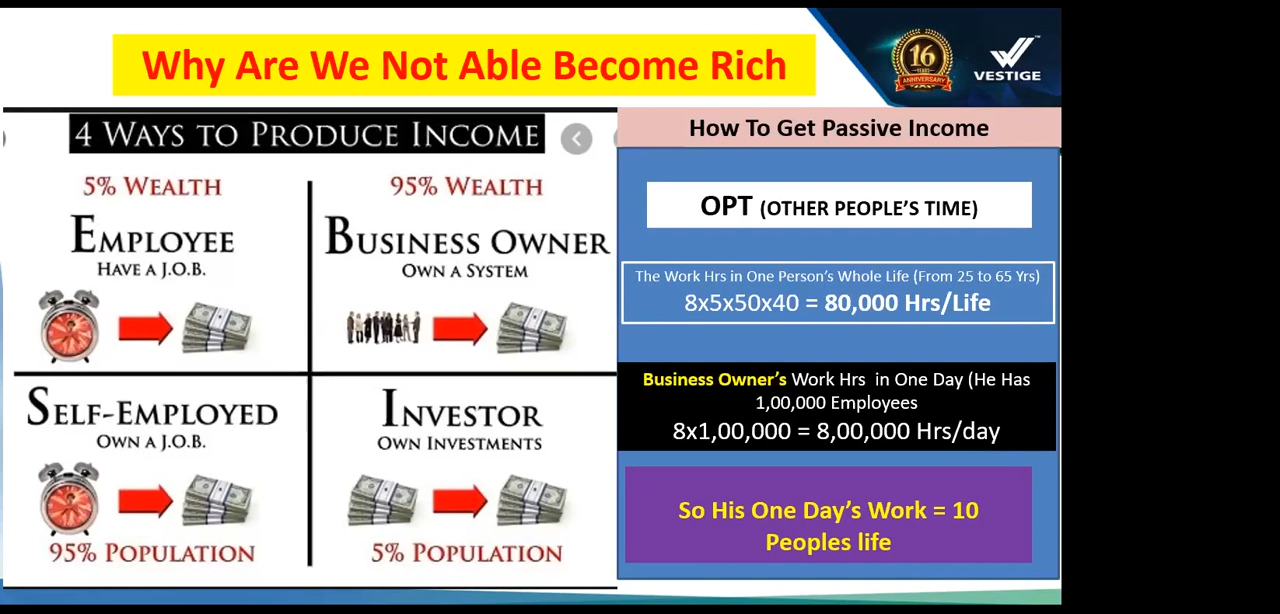 Why Are We Not Able Become Rich
16
YEARS
ANNIVERSARY
VESTIGE
4 WAYS TO PRODUCE INCOME
5% WEALTH
95% WEALTH
EMPLOYEE
HAVE A J.O.B.
BUSINESS OWNER
OWN A SYSTEM
SELF-EMPLOYED
OWN A J.O.B.
INVESTOR
OWN INVESTMENTS
95% POPULATION
5% POPULATION
How To Get Passive Income
OPT (OTHER PEOPLE'S TIME)
The Work Hrs in One Person's Whole Life (From 25 to 65 Yrs)
8x5x50x40 = 80,000 Hrs/Life
Business Owner's Work Hrs in One Day (He Has
1,00,000 Employees
8x1,00,000 = 8,00,000 Hrs/day
So His One Day's Work = 10
Peoples life